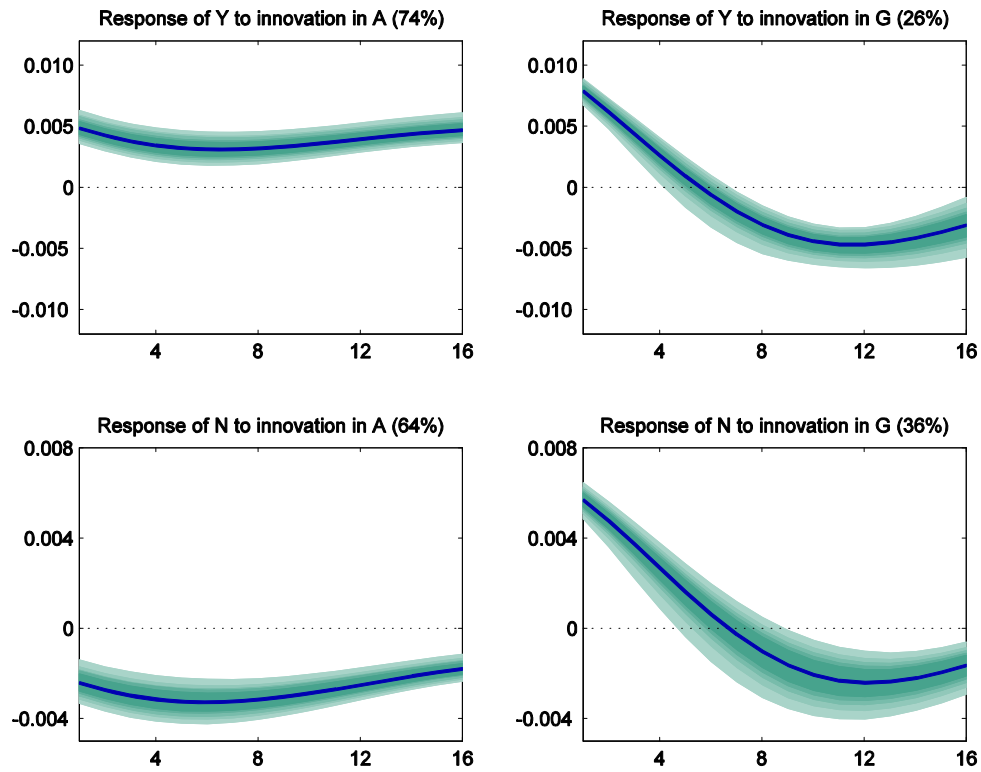 Response of Y to innovation in A (74%)
0.010
0.005
0
-0.005
-0.010
4 8 12 16
Response of Y to innovation in G (26%)
0.010
0.005
0
-0.005
-0.010
4 8 12 16
Response of N to innovation in A (64%)
0.008
0.004
0
-0.004
4 8 12 16
Response of N to innovation in G (36%)
0.008
0.004
0
-0.004
4 8 12 16